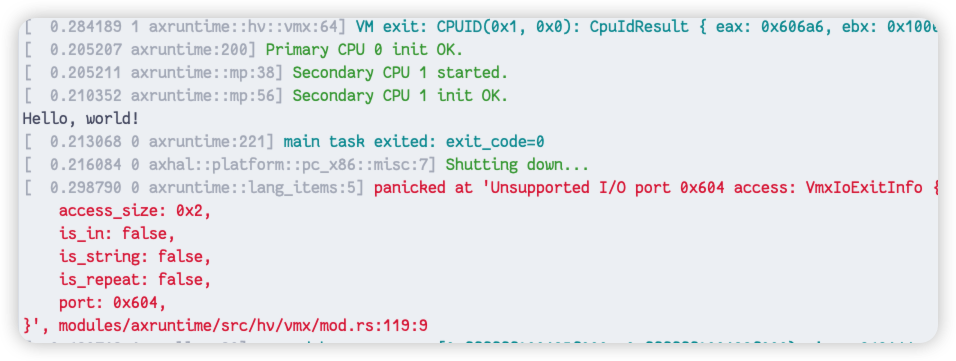 [  0.284189 1 axruntime::hv::vmx:64] VM exit: CPUID(0x1, 0x0): CpuIdResult { eax: 0x606a6, ebx: 0x100
[  0.205207 axruntime:200] Primary CPU 0 init OK.
[  0.205211 axruntime::mp:38] Secondary CPU 1 started.
[  0.210352 axruntime::mp:56] Secondary CPU 1 init OK.
Hello, world!
[  0.213068 0 axruntime:221] main task exited: exit_code=0
[  0.216084 0 axhal::platform::pc_x86::misc:7] Shutting down...
[  0.298790 0 axruntime::lang_items:5] panicked at 'Unsupported I/O port 0x604 access: VmxIoExitInfo {
    access_size: 0x2,
    is_in: false,
    is_string: false,
    is_repeat: false,
    port: 0x604,
}', modules/axruntime/src/hv/vmx/mod.rs:119:9